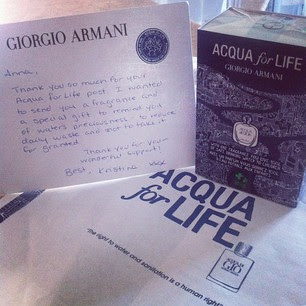 GIORGIO ARMANI
Anna,
Thank you so much for your
Acqua for Life post. I wanted
to send you a fragrance and
a special gift to remind you
of water's preciousness, to reduce
daily waste and not to take it
for granted.
Thank you for your
wonderful support!
Best, Kristina xxx
ACQUA for LIFE
GIORGIO ARMANI
ACQUA
for LIFE
the right to water and sanitation is a human right
ACQUA
GIÒ